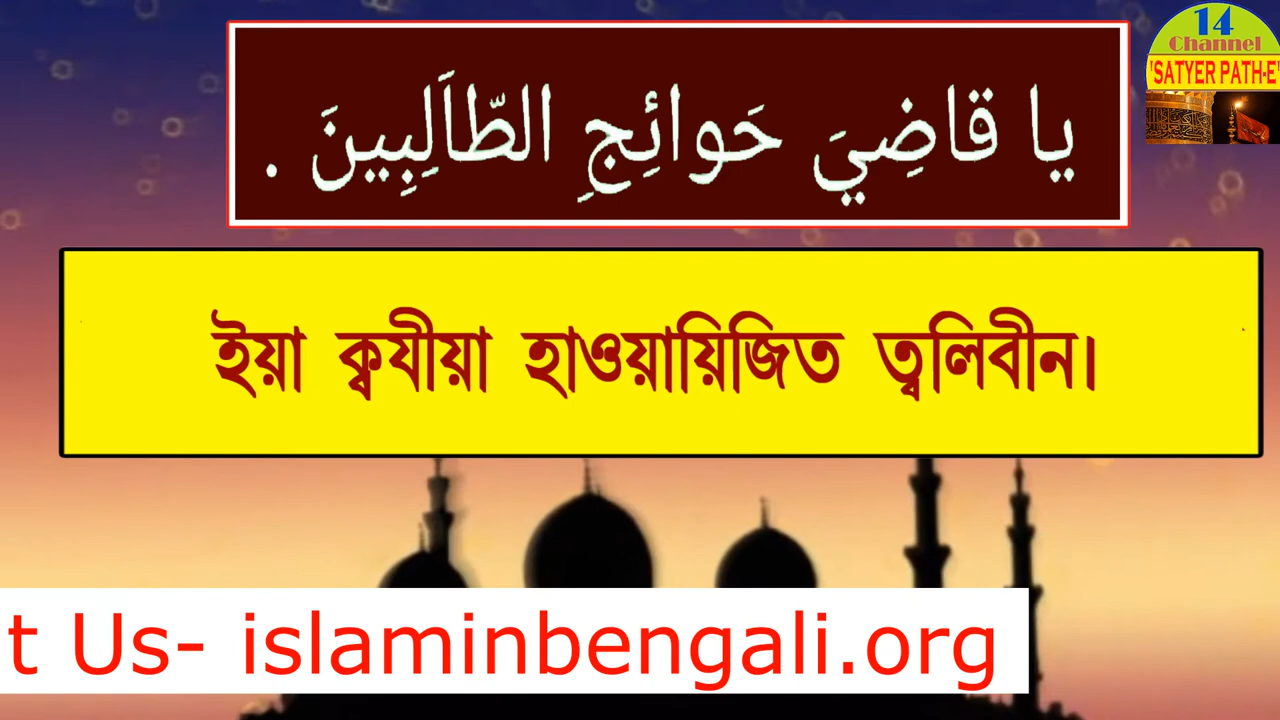 يا قاضِيَ حَوائِجِ الطّالَبِينَ .
14
Channel
'SATYER PATH-E'
ইয়া ক্বযীয়া হাওয়ায়িজিত ত্বলিবীন।
t Us- islaminbengali.org